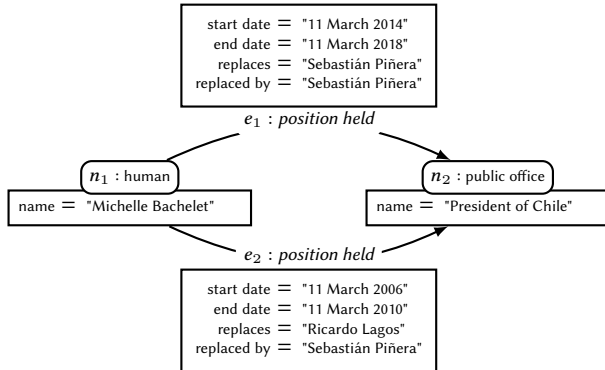 start date = "11 March 2014"
end date = "11 March 2018"
replaces = "Sebastián Piñera"
replaced by = "Sebastián Piñera"
e₁ : position held
n₁ : human
name = "Michelle Bachelet"
n₂ : public office
name = "President of Chile"
e₂ : position held
start date = "11 March 2006"
end date = "11 March 2010"
replaces = "Ricardo Lagos"
replaced by = "Sebastián Piñera"